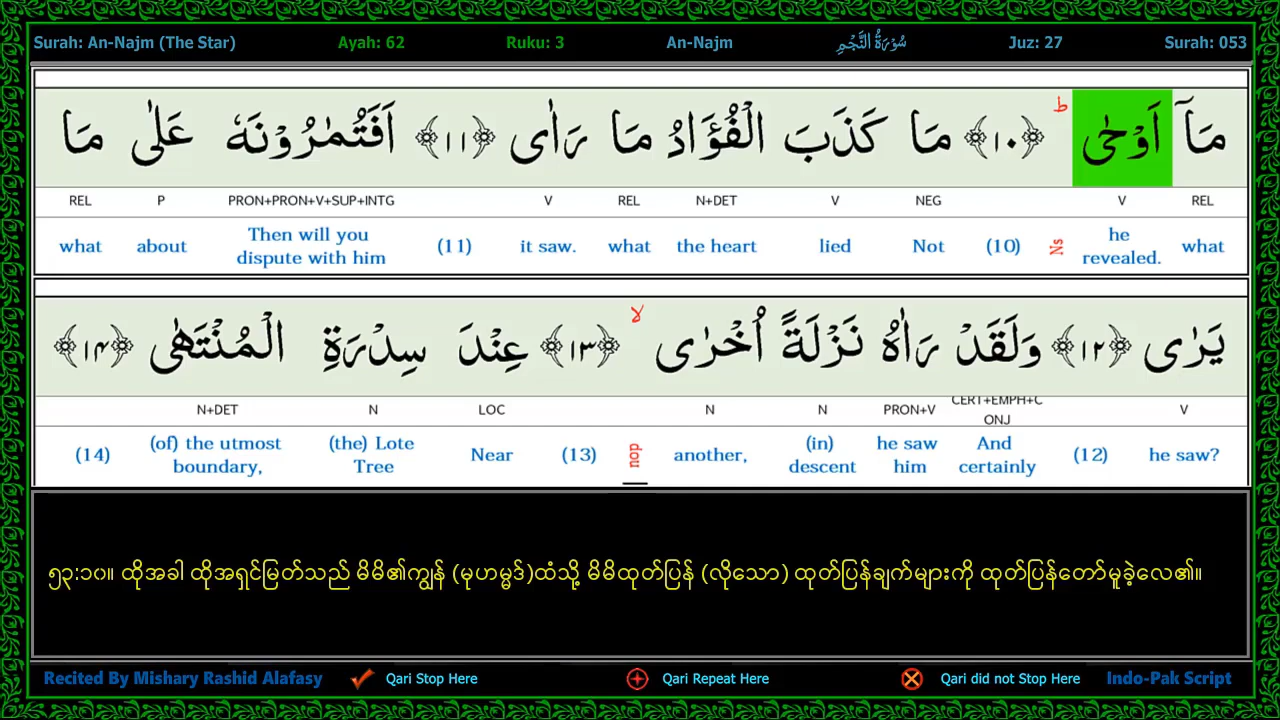 Surah: An-Najm (The Star) Ayah: 62 Ruku: 3 An-Najm سُوْرَةُ النَّجْمِ Juz: 27 Surah: 053
مَاۤ اَوْحٰى ؕ ﴿۱۰﴾ مَا كَذَبَ الْفُؤَادُ مَا رَاٰى ﴿۱۱﴾ اَفَتُمٰرُوْنَهٗ عَلٰى مَا
REL P PRON+PRON+V+SUP+INTG V REL N+DET V NEG V REL
what about Then will you dispute with him (11) it saw. what the heart lied Not (10) Ns he revealed. what
يَرٰى ﴿۱۲﴾ وَلَقَدْ رَاٰهُ نَزْلَةً اُخْرٰى ۙ ﴿۱۳﴾ عِنْدَ سِدْرَةِ الْمُنْتَهٰى ﴿۱۴﴾
N+DET N LOC N N PRON+V CERT+EMPH+CONJ V
(14) (of) the utmost boundary, (the) Lote Tree Near (13) nop another, (in) descent he saw him And certainly (12) he saw?
၅၃:၁၀။ ထိုအခါ ထိုအရှင်မြတ်သည် မိမိ၏ကျွန် (မုဟမ္မဒ်)ထံသို့ မိမိထုတ်ပြန် (လိုသော) ထုတ်ပြန်ချက်များကို ထုတ်ပြန်တော်မူခဲ့လေ၏။
Recited By Mishary Rashid Alafasy Qari Stop Here Qari Repeat Here Qari did not Stop Here Indo-Pak Script